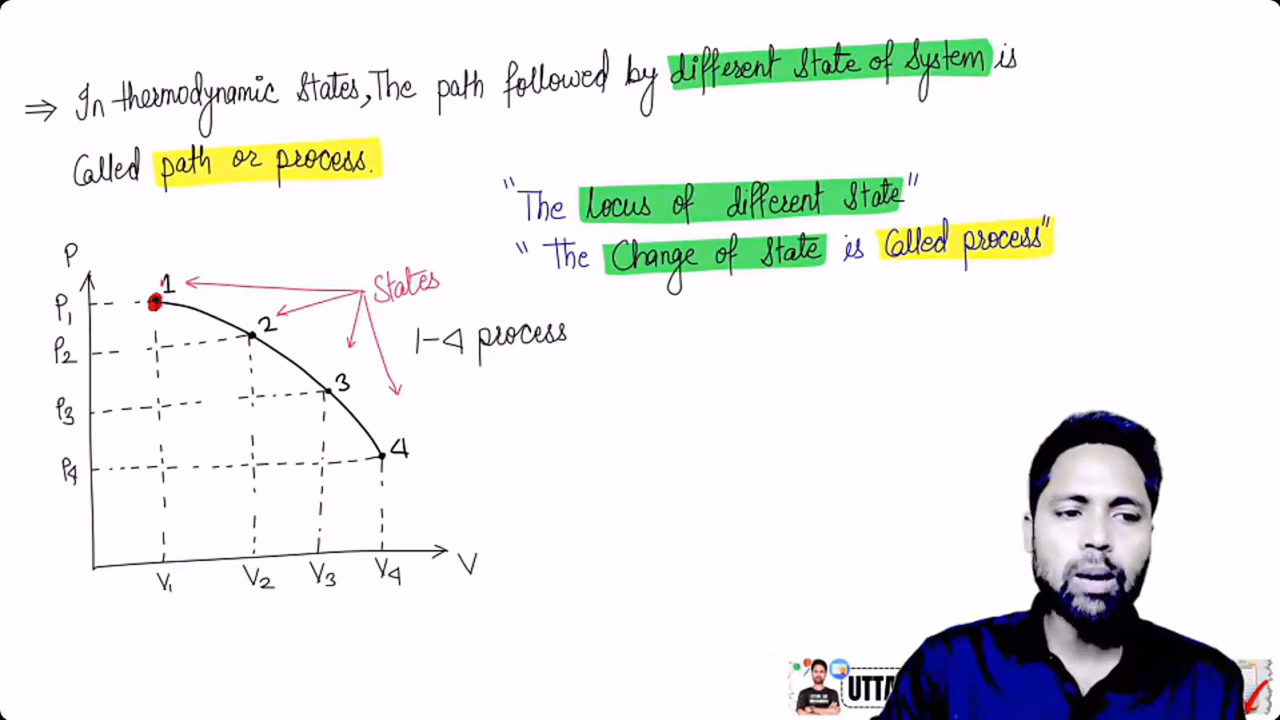 ⇒ In thermodynamic States, The path followed by different State of System is
Called path or process.
"The Locus of different State"
"The Change of State is Called process"
P
P1
P2
P3
P4
1
2
3
4
States
1-4 process
V1
V2
V3
V4
V
UTTA